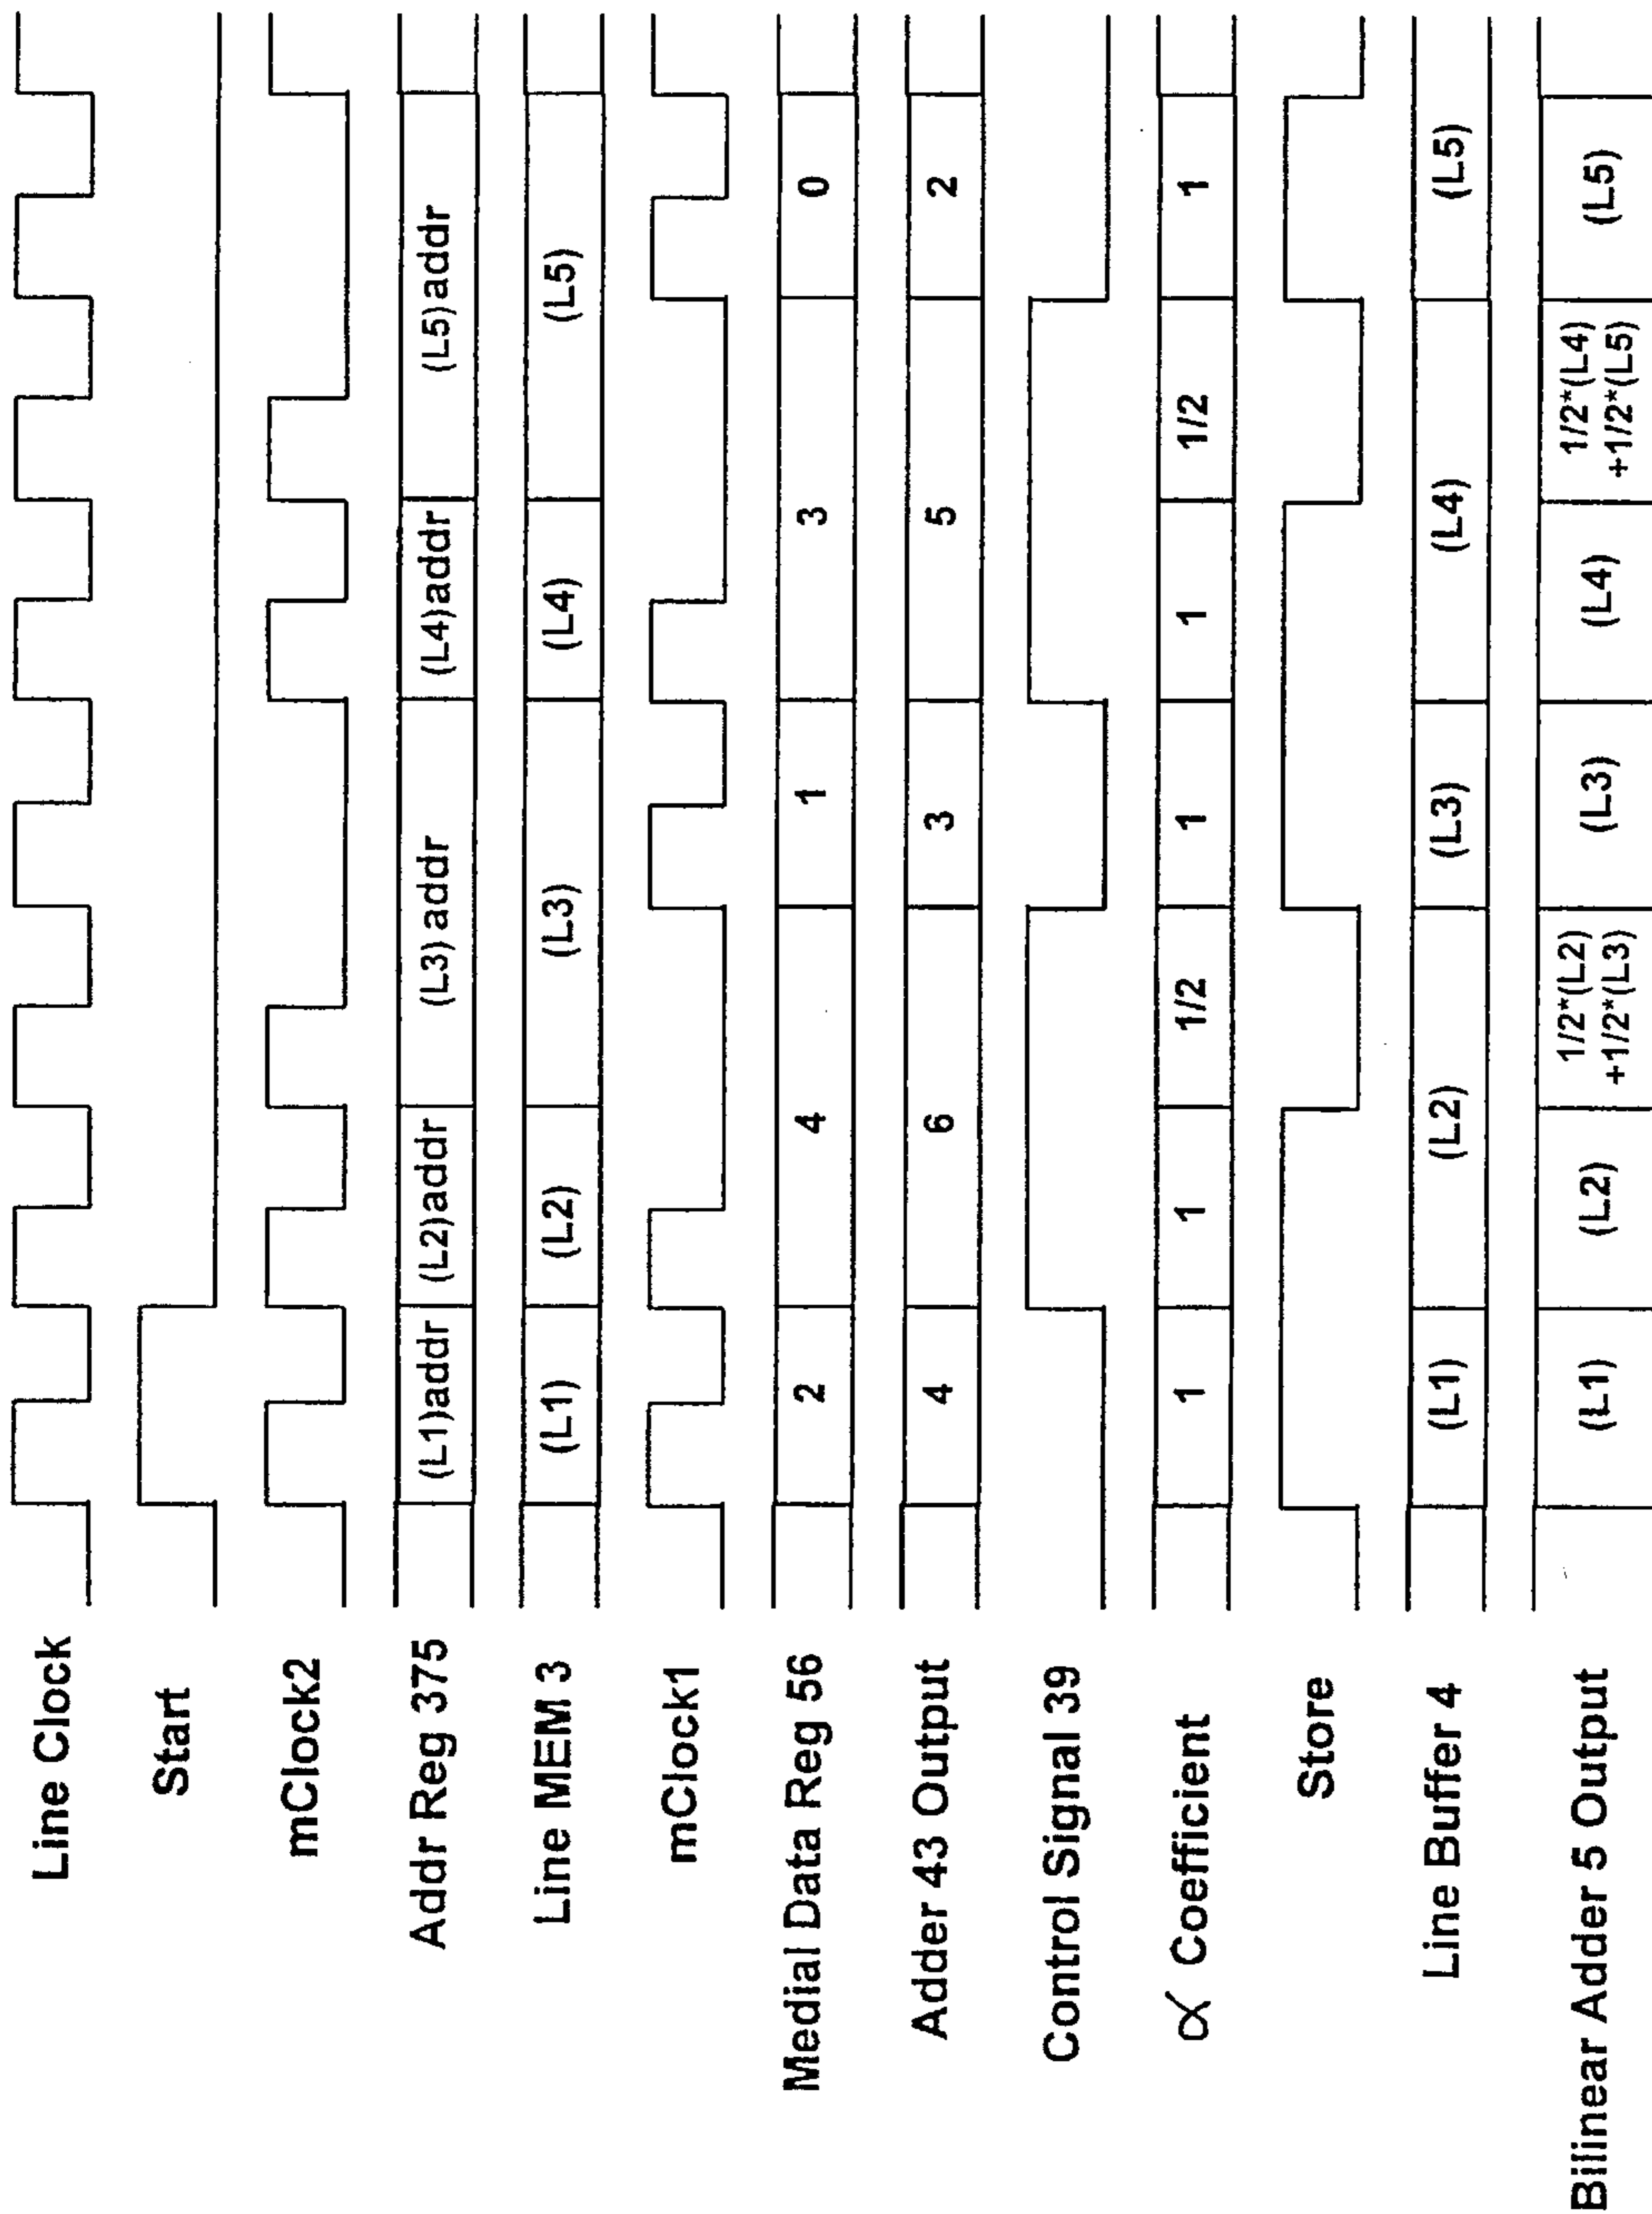 Line Clock
Start
mClock2
Addr Reg 375 (L1)addr (L2)addr (L3) addr (L4)addr (L5)addr
Line MEM 3 (L1) (L2) (L3) (L4) (L5)
mClock1
Medial Data Reg 56 2 4 1 3 0
Adder 43 Output 4 6 3 5 2
Control Signal 39
∝ Coefficient 1 1 1/2 1 1 1/2 1
Store
Line Buffer 4 (L1) (L2) (L3) (L4) (L5)
Bilinear Adder 5 Output (L1) (L2) 1/2*(L2) (L3) (L4) 1/2*(L4) (L5)
+1/2*(L3) +1/2*(L5)